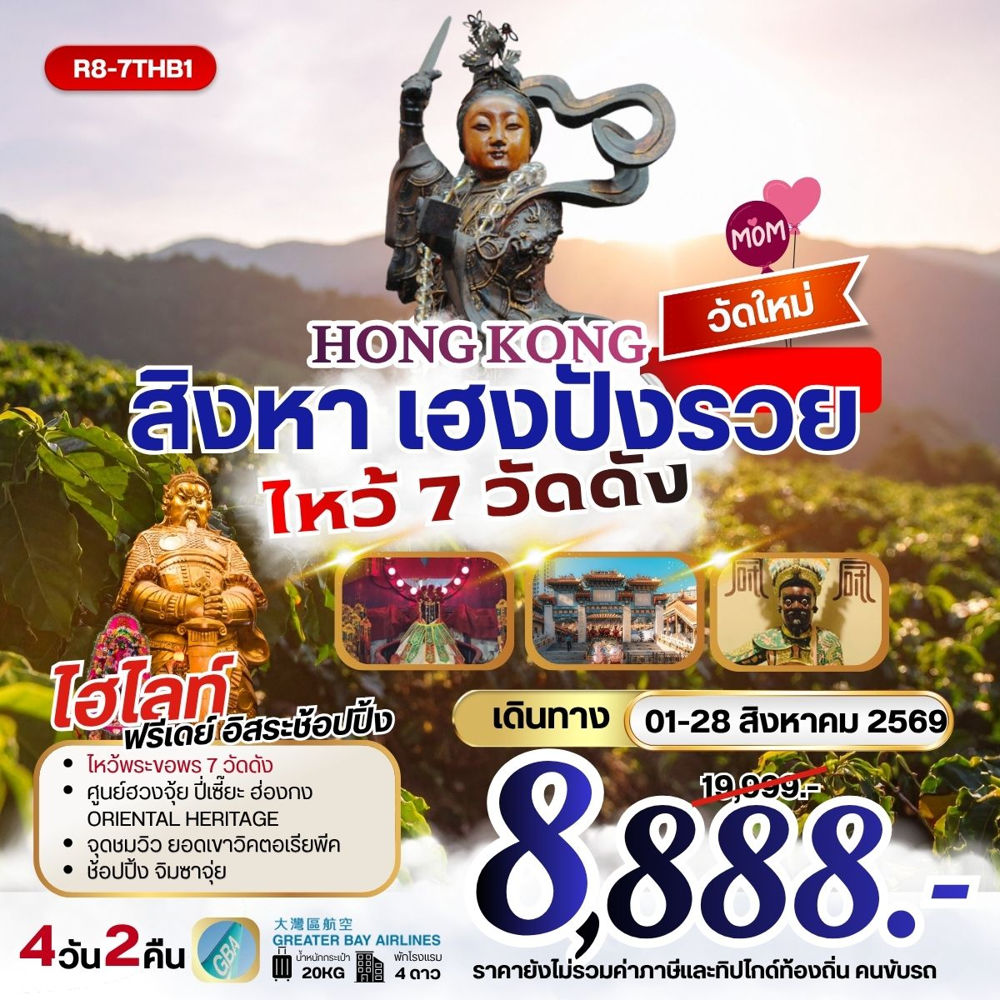 R8-7THB1
MOM
วัดใหม่
HONG KONG
สิงหา เฮงปังรวย
ไหว้ 7 วัดดัง
ไฮไลท์
ฟรีเดย์ อิสระช้อปปิ้ง
• ไหว้พระขอพร 7 วัดดัง
• ศูนย์ฮวงจุ้ย ปี่เซี๊ยะ ฮ่องกง
ORIENTAL HERITAGE
• จุดชมวิว ยอดเขาวิคตอเรียพีค
• ช้อปปิ้ง จิมซาจุ่ย
เดินทาง 01-28 สิงหาคม 2569
19,999.-
8,888.-
4วัน2คืน
GBA
大灣區航空
GREATER BAY AIRLINES
น้ำหนักกระเป๋า
20KG
พักโรงแรม
4 ดาว
ราคายังไม่รวมค่าภาษีและทิปไกด์ท้องถิ่น คนขับรถ